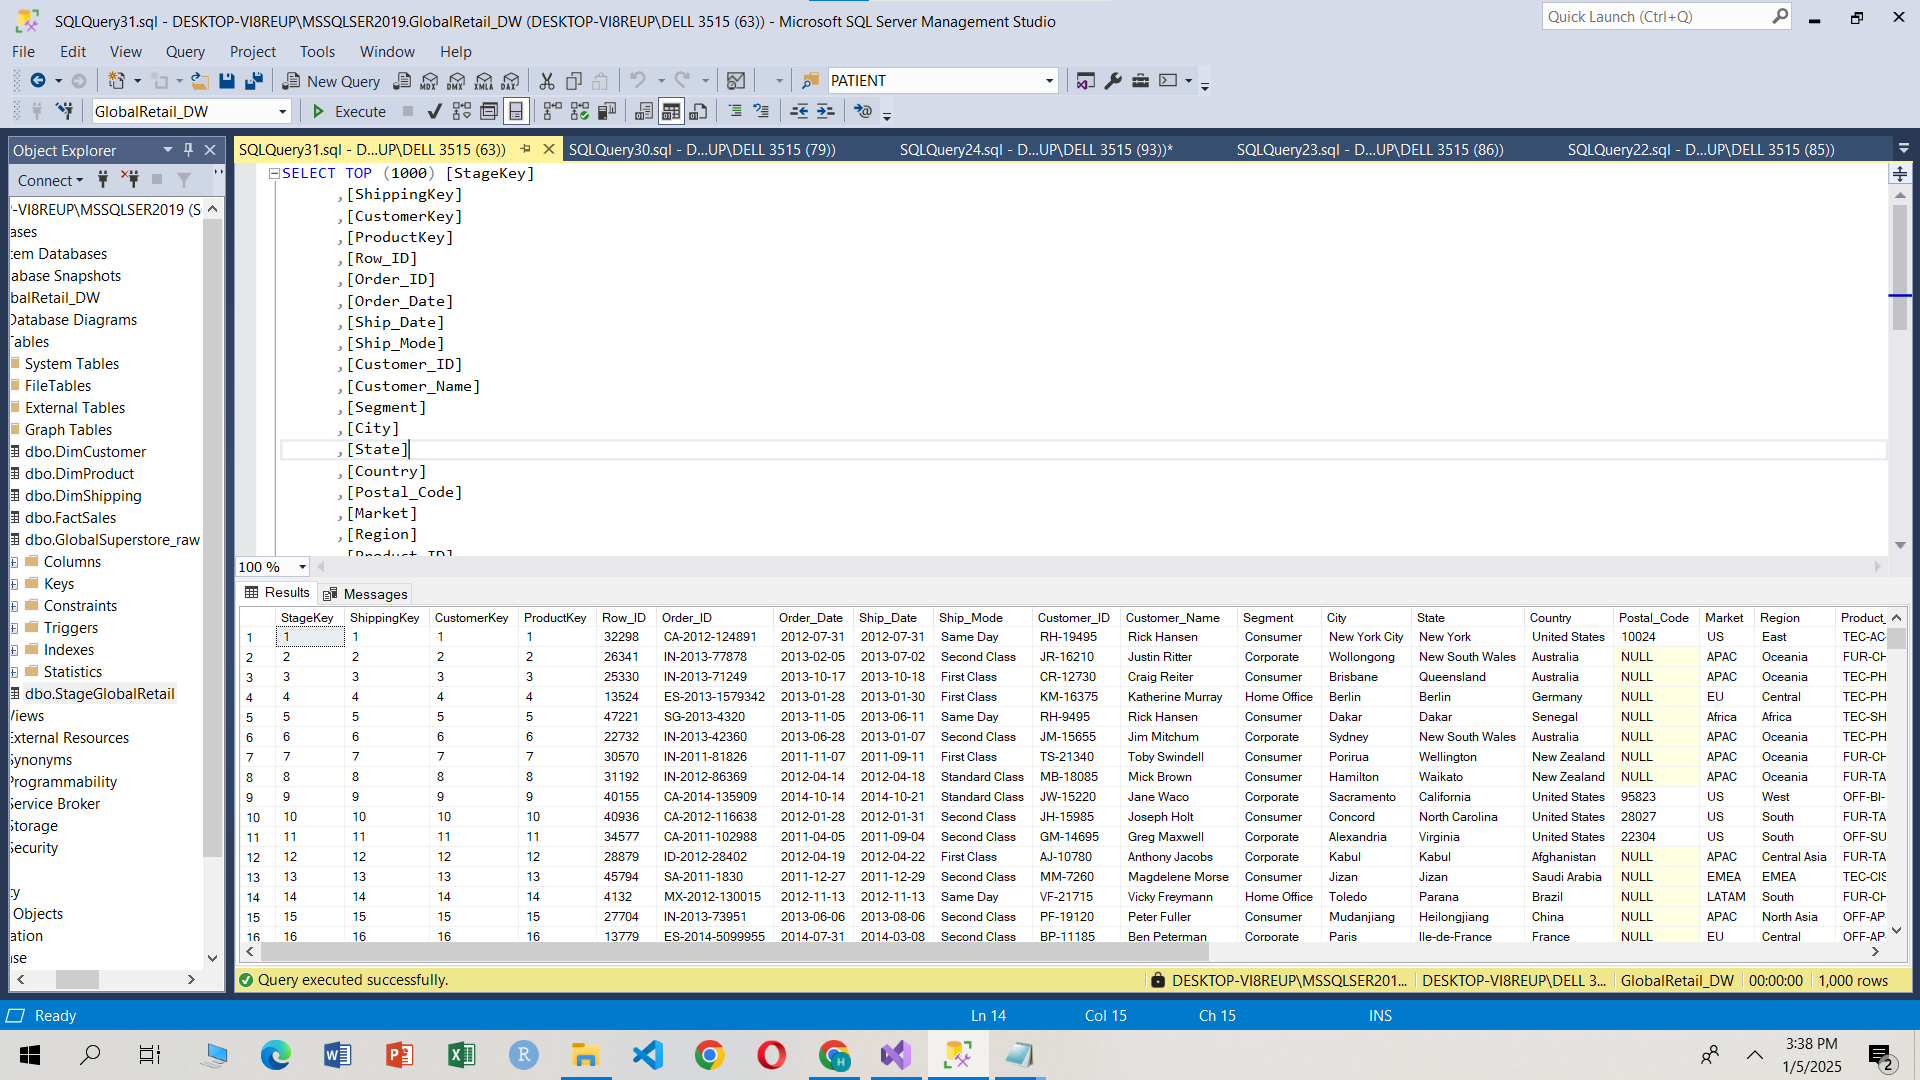 SQLQuery31.sql - DESKTOP-VI8REUP\MSSQLSER2019.GlobalRetail_DW (DESKTOP-VI8REUP\DELL 3515 (63)) - Microsoft SQL Server Management Studio
Quick Launch (Ctrl+Q)
File Edit View Query Project Tools Window Help
New Query MDX DMX XMLA DAX PATIENT
GlobalRetail_DW Execute
Object Explorer
SQLQuery31.sql - D...UP\DELL 3515 (63)) SQLQuery30.sql - D...UP\DELL 3515 (79)) SQLQuery24.sql - D...UP\DELL 3515 (93))* SQLQuery23.sql - D...UP\DELL 3515 (86)) SQLQuery22.sql - D...UP\DELL 3515 (85))
Connect
-VI8REUP\MSSQLSER2019 (S
ases
tem Databases
abase Snapshots
balRetail_DW
Database Diagrams
Tables
System Tables
FileTables
External Tables
Graph Tables
dbo.DimCustomer
dbo.DimProduct
dbo.DimShipping
dbo.FactSales
dbo.GlobalSuperstore_raw
Columns
Keys
Constraints
Triggers
Indexes
Statistics
dbo.StageGlobalRetail
Views
External Resources
Synonyms
Programmability
Service Broker
Storage
Security
ty
Objects
ation
ase
SELECT TOP (1000) [StageKey]
,[ShippingKey]
,[CustomerKey]
,[ProductKey]
,[Row_ID]
,[Order_ID]
,[Order_Date]
,[Ship_Date]
,[Ship_Mode]
,[Customer_ID]
,[Customer_Name]
,[Segment]
,[City]
,[State]
,[Country]
,[Postal_Code]
,[Market]
,[Region]
,[Product_ID]
100 %
Results Messages
StageKey ShippingKey CustomerKey ProductKey Row_ID Order_ID Order_Date Ship_Date Ship_Mode Customer_ID Customer_Name Segment City State Country Postal_Code Market Region Product_
1 1 1 1 1 32298 CA-2012-124891 2012-07-31 2012-07-31 Same Day RH-19495 Rick Hansen Consumer New York City New York United States 10024 US East TEC-AC
2 2 2 2 2 26341 IN-2013-77878 2013-02-05 2013-07-02 Second Class JR-16210 Justin Ritter Corporate Wollongong New South Wales Australia NULL APAC Oceania FUR-CH
3 3 3 3 3 25330 IN-2013-71249 2013-10-17 2013-10-18 First Class CR-12730 Craig Reiter Consumer Brisbane Queensland Australia NULL APAC Oceania TEC-PH
4 4 4 4 4 13524 ES-2013-1579342 2013-01-28 2013-01-30 First Class KM-16375 Katherine Murray Home Office Berlin Berlin Germany NULL EU Central TEC-PH
5 5 5 5 5 47221 SG-2013-4320 2013-11-05 2013-06-11 Same Day RH-9495 Rick Hansen Consumer Dakar Dakar Senegal NULL Africa Africa TEC-SH
6 6 6 6 6 22732 IN-2013-42360 2013-06-28 2013-01-07 Second Class JM-15655 Jim Mitchum Corporate Sydney New South Wales Australia NULL APAC Oceania TEC-PH
7 7 7 7 7 30570 IN-2011-81826 2011-11-07 2011-09-11 First Class TS-21340 Toby Swindell Consumer Porirua Wellington New Zealand NULL APAC Oceania FUR-CH
8 8 8 8 8 31192 IN-2012-86369 2012-04-14 2012-04-18 Standard Class MB-18085 Mick Brown Consumer Hamilton Waikato New Zealand NULL APAC Oceania FUR-TA
9 9 9 9 9 40155 CA-2014-135909 2014-10-14 2014-10-21 Standard Class JW-15220 Jane Waco Corporate Sacramento California United States 95823 US West OFF-BI-
10 10 10 10 10 40936 CA-2012-116638 2012-01-28 2012-01-31 Second Class JH-15985 Joseph Holt Consumer Concord North Carolina United States 28027 US South FUR-TA
11 11 11 11 11 34577 CA-2011-102988 2011-04-05 2011-09-04 Second Class GM-14695 Greg Maxwell Corporate Alexandria Virginia United States 22304 US South OFF-SU
12 12 12 12 12 28879 ID-2012-28402 2012-04-19 2012-04-22 First Class AJ-10780 Anthony Jacobs Corporate Kabul Kabul Afghanistan NULL APAC Central Asia FUR-TA
13 13 13 13 13 45794 SA-2011-1830 2011-12-27 2011-12-29 Second Class MM-7260 Magdelene Morse Consumer Jizan Jizan Saudi Arabia NULL EMEA EMEA TEC-CIS
14 14 14 14 14 4132 MX-2012-130015 2012-11-13 2012-11-13 Same Day VF-21715 Vicky Freymann Home Office Toledo Parana Brazil NULL LATAM South FUR-CH
15 15 15 15 15 27704 IN-2013-73951 2013-06-06 2013-08-06 Second Class PF-19120 Peter Fuller Consumer Mudanjiang Heilongjiang China NULL APAC North Asia OFF-AP
16 16 16 16 16 13779 ES-2014-5099955 2014-07-31 2014-03-08 Second Class BP-11185 Ben Peterman Corporate Paris Ile-de-France France NULL EU Central OFF-AP
Query executed successfully. DESKTOP-VI8REUP\MSSQLSER201... DESKTOP-VI8REUP\DELL 3... GlobalRetail_DW 00:00:00 1,000 rows
Ready Ln 14 Col 15 Ch 15 INS
3:38 PM
1/5/2025
2